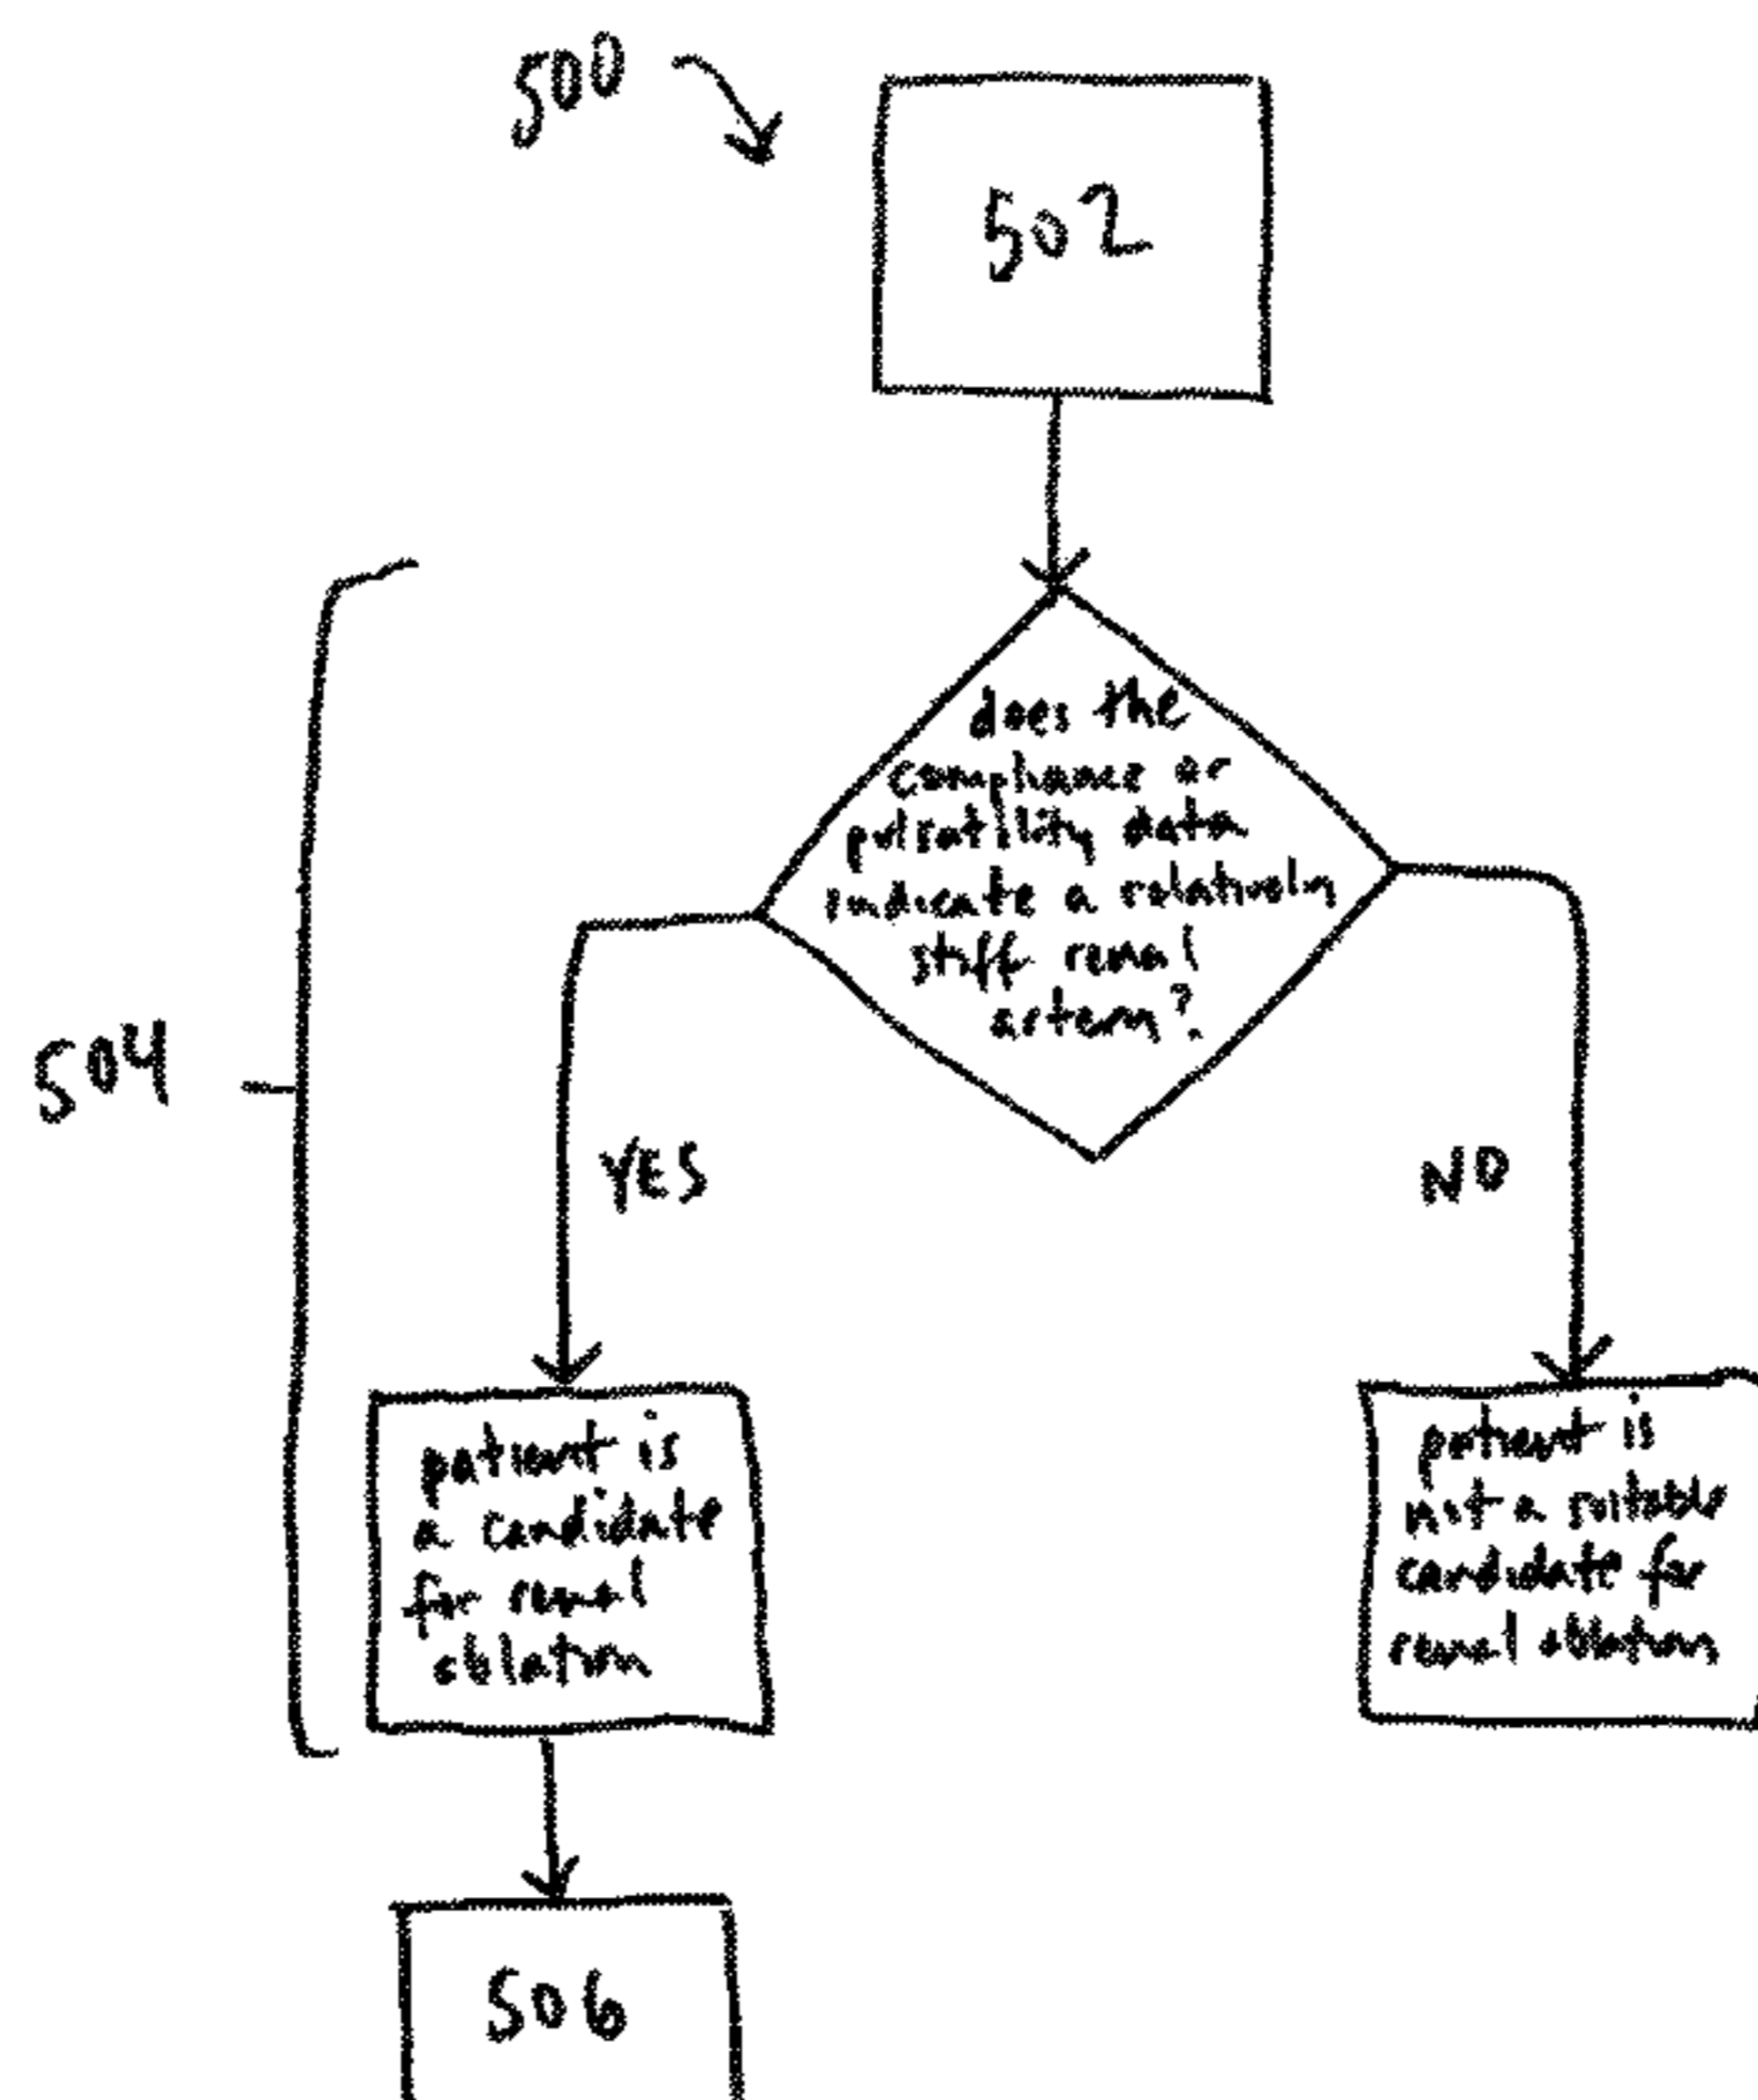 500
502
does the
compliance or
pulsatility data
indicate a relatively
stiff renal
artery?
504
YES
NO
patient is
a candidate
for renal
ablation
patient is
not a suitable
candidate for
renal ablation
506